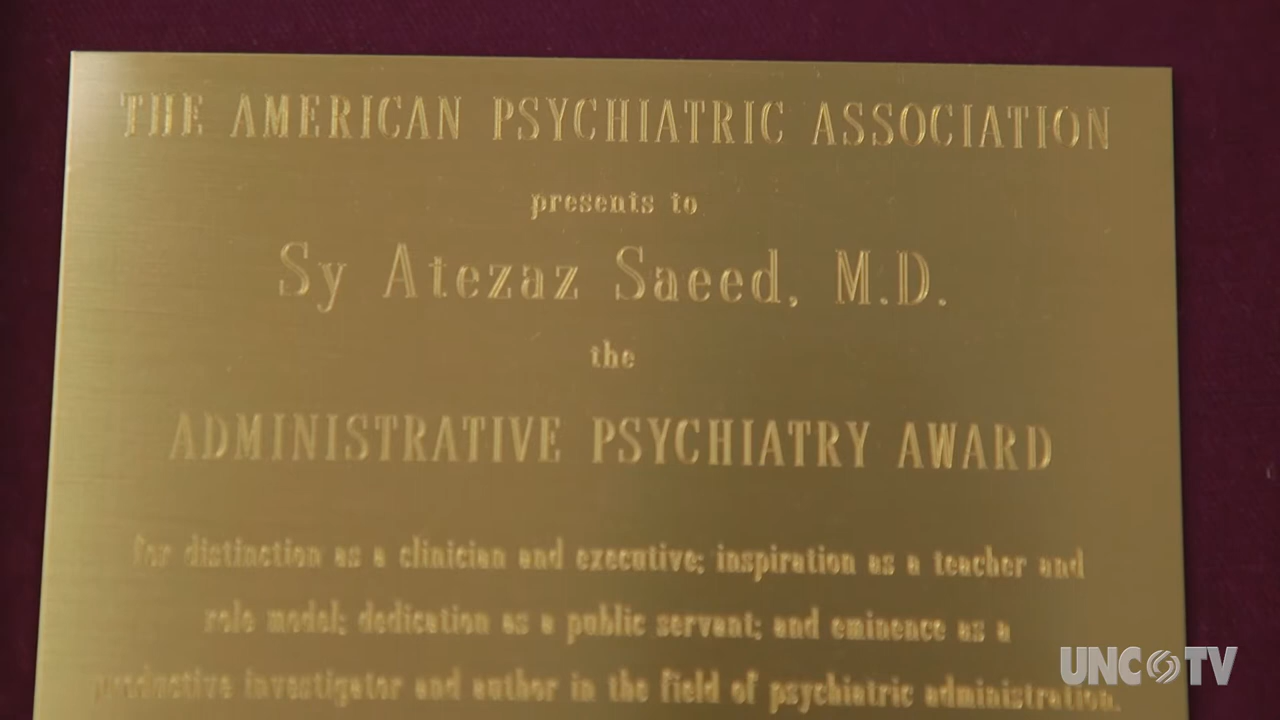 THE AMERICAN PSYCHIATRIC ASSOCIATION
presents to
Sy Atezaz Saeed, M.D.
the
ADMINISTRATIVE PSYCHIATRY AWARD
for distinction as a clinician and executive; inspiration as a teacher and
role model; dedication as a public servant; and eminence as a
productive investigator and author in the field of psychiatric administration.
UNC TV